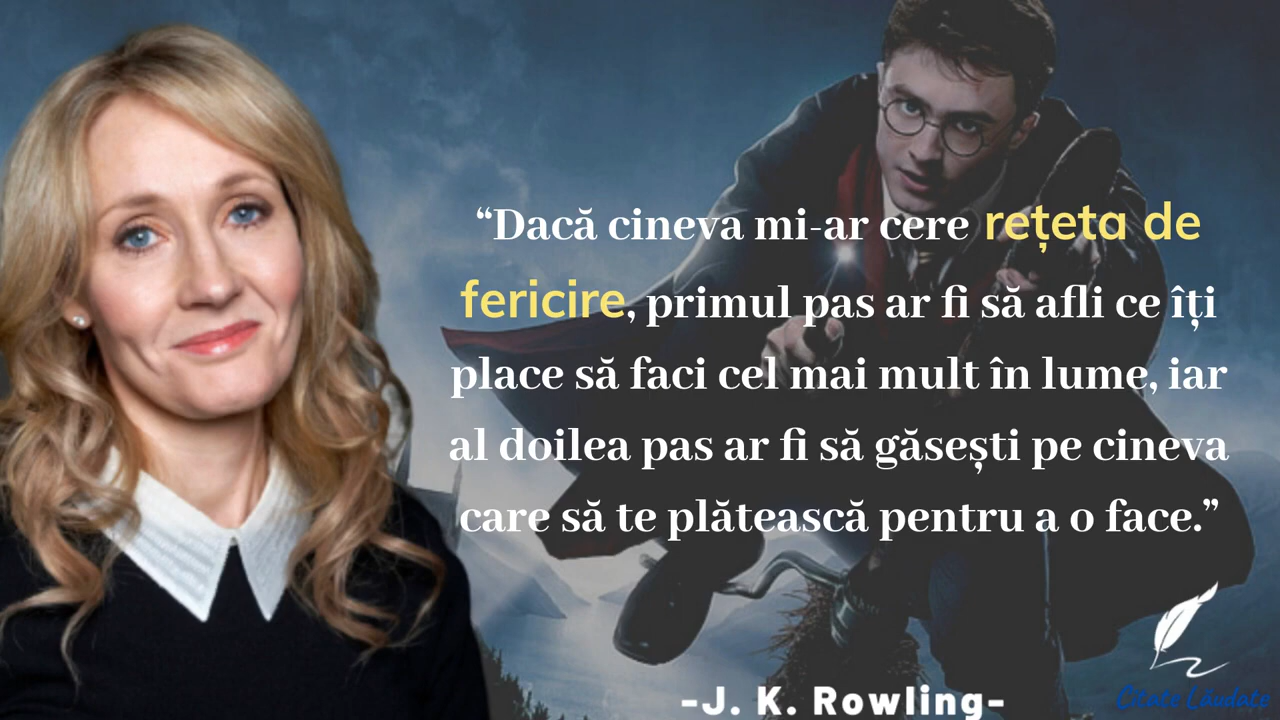 “Dacă cineva mi-ar cere rețeta de
fericire, primul pas ar fi să afli ce îți
place să faci cel mai mult în lume, iar
al doilea pas ar fi să găsești pe cineva
care să te plătească pentru a o face.”
-J. K. Rowling-
Citate Lăudate